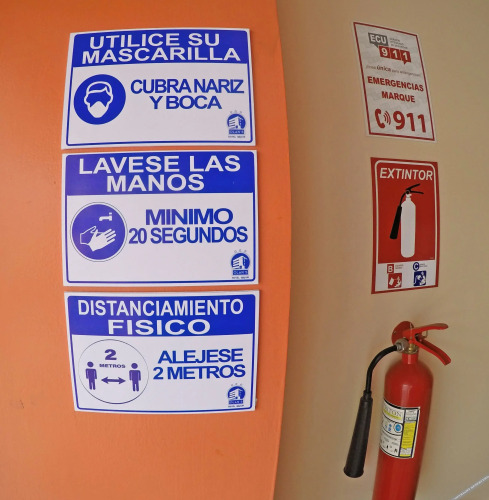 UTILICE SU
MASCARILLA
CUBRA NARIZ
Y BOCA
LAVESE LAS
MANOS
MINIMO
20 SEGUNDOS
DISTANCIAMIENTO
FISICO
2
METROS
ALEJESE
2 METROS
ECU
911
EMERGENCIAS
MARQUE
911
EXTINTOR
B
C